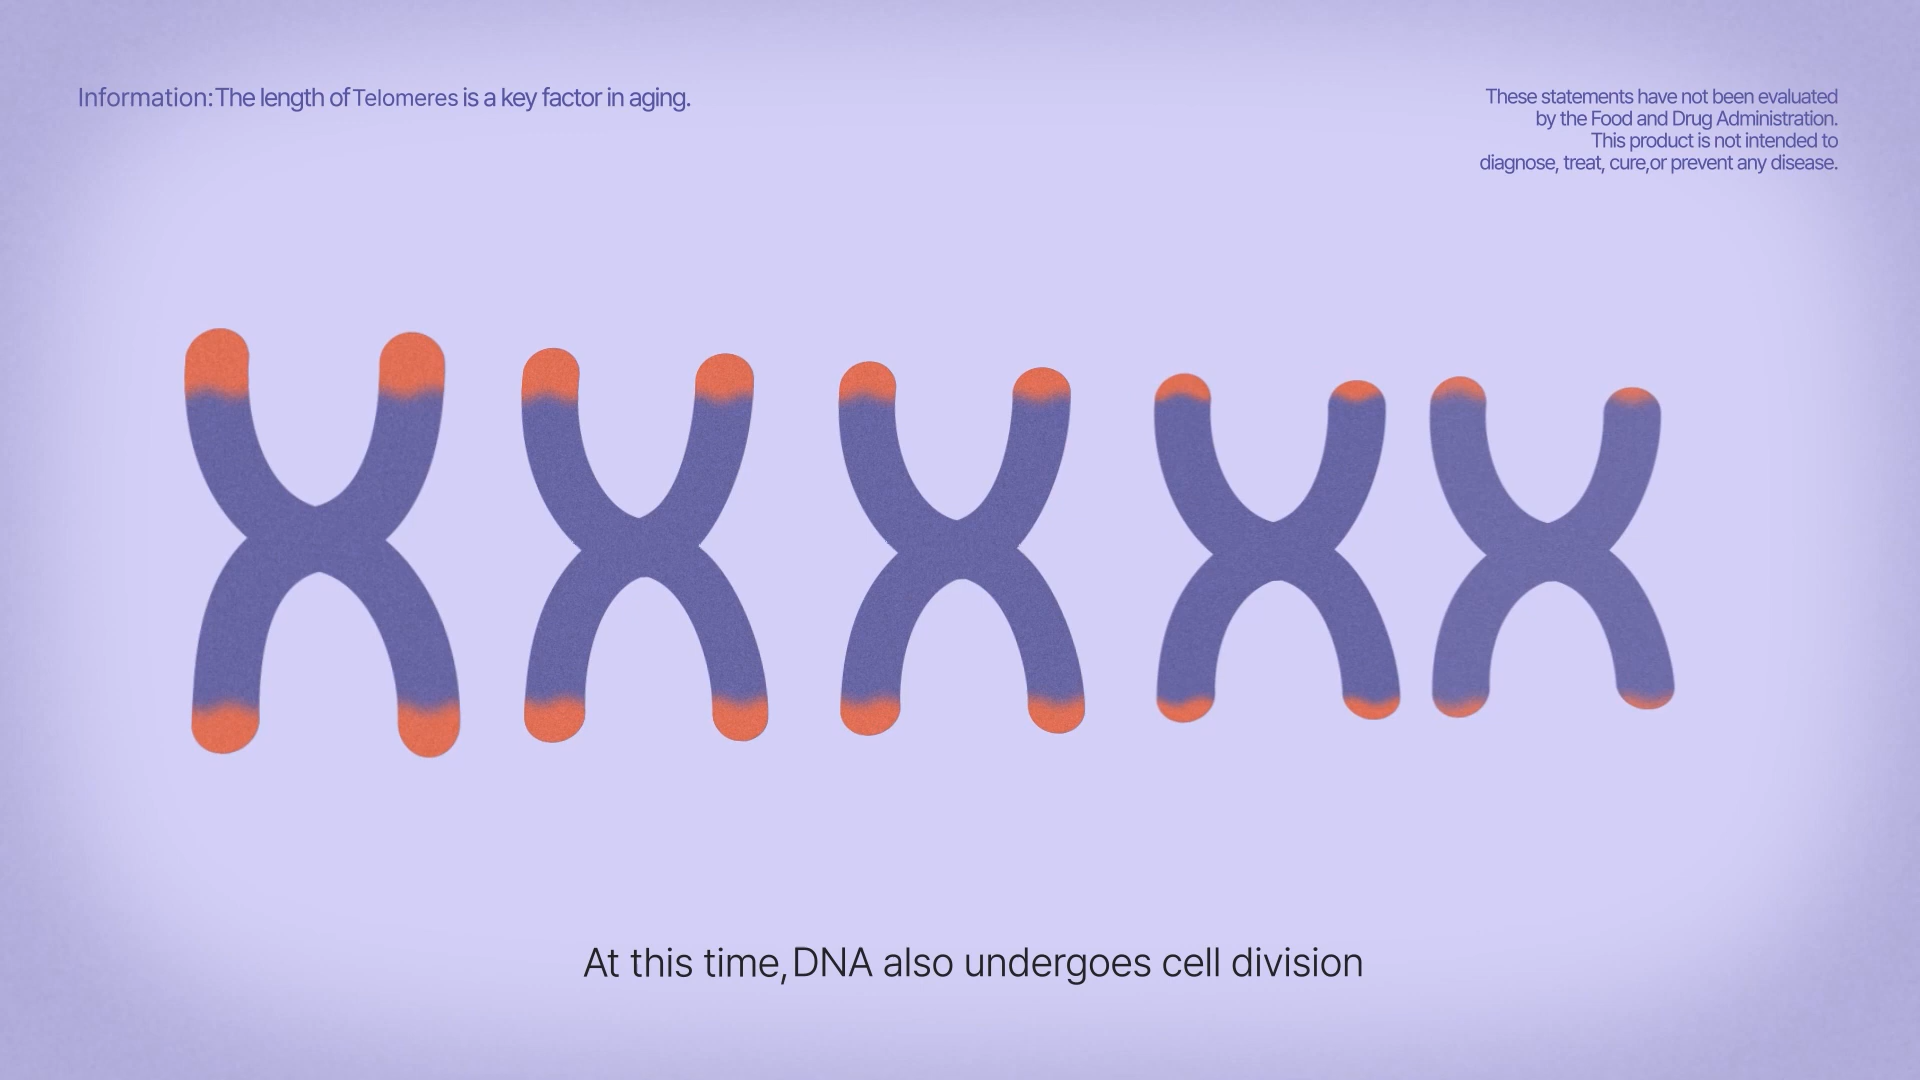 Information:The length of Telomeres is a key factor in aging.
These statements have not been evaluated
by the Food and Drug Administration.
This product is not intended to
diagnose, treat, cure,or prevent any disease.
At this time,DNA also undergoes cell division